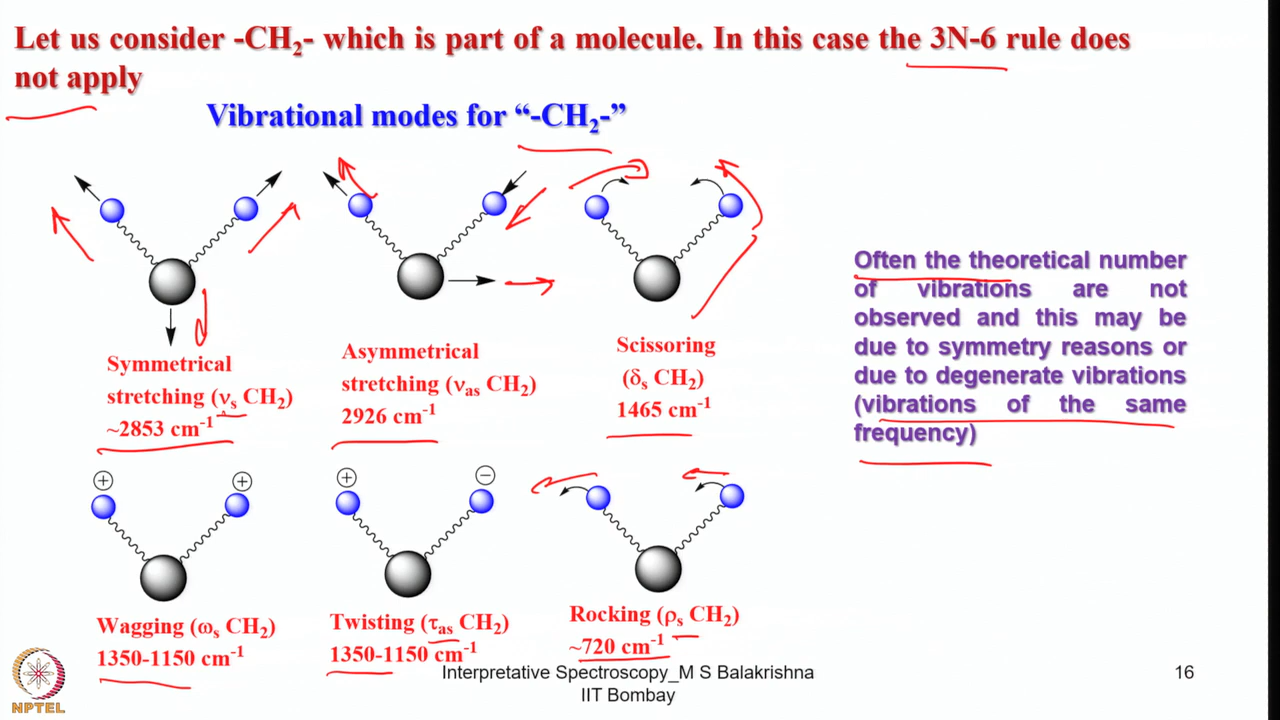 Let us consider -CH₂- which is part of a molecule. In this case the 3N-6 rule does
not apply
Vibrational modes for “-CH₂-”
Symmetrical
stretching (νₛ CH₂)
~2853 cm⁻¹
Asymmetrical
stretching (νₐₛ CH₂)
2926 cm⁻¹
Scissoring
(δₛ CH₂)
1465 cm⁻¹
Often the theoretical number
of vibrations are not
observed and this may be
due to symmetry reasons or
due to degenerate vibrations
(vibrations of the same
frequency)
+ +
+ −
Wagging (ωₛ CH₂)
1350-1150 cm⁻¹
Twisting (τₐₛ CH₂)
1350-1150 cm⁻¹
Rocking (ρₛ CH₂)
~720 cm⁻¹
NPTEL
Interpretative Spectroscopy_M S Balakrishna
IIT Bombay
16